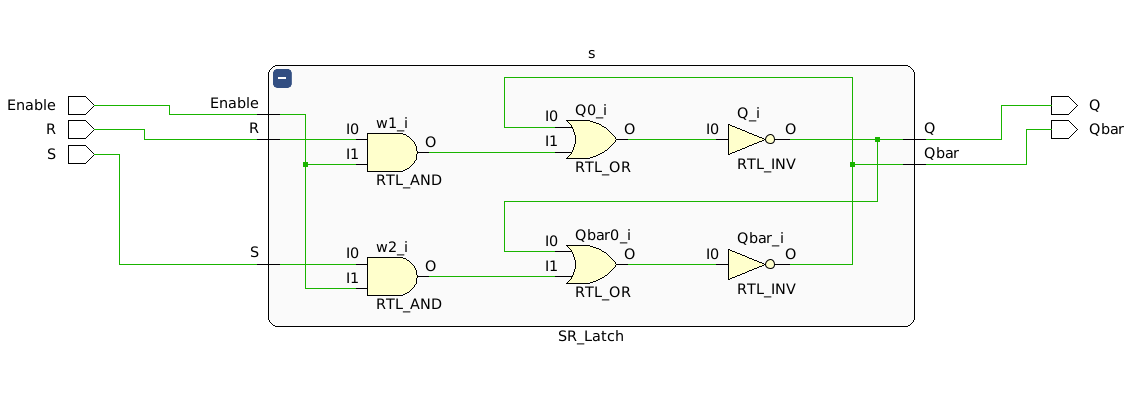 s
Enable
R
S
Enable
R
S
w1_i
I0
I1
O
RTL_AND
Q0_i
I0
I1
O
RTL_OR
Q_i
I0
O
RTL_INV
Q
Qbar
Q
Qbar
w2_i
I0
I1
O
RTL_AND
Qbar0_i
I0
I1
O
RTL_OR
Qbar_i
I0
O
RTL_INV
SR_Latch